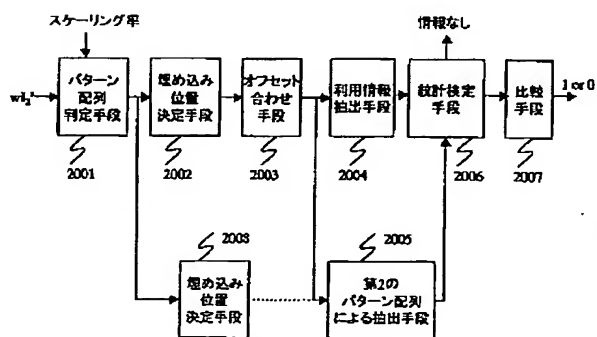 スケーリング率
情報なし
パターン
配列
判定手段
埋め込み
位置
決定手段
オフセット
合わせ
手段
利用情報
抽出手段
統計検定
手段
比較
手段
1 or 0
2001
2002
2003
2004
2006
2007
2008
2005
埋め込み
位置
決定手段
第2の
パターン配列
による抽出手段